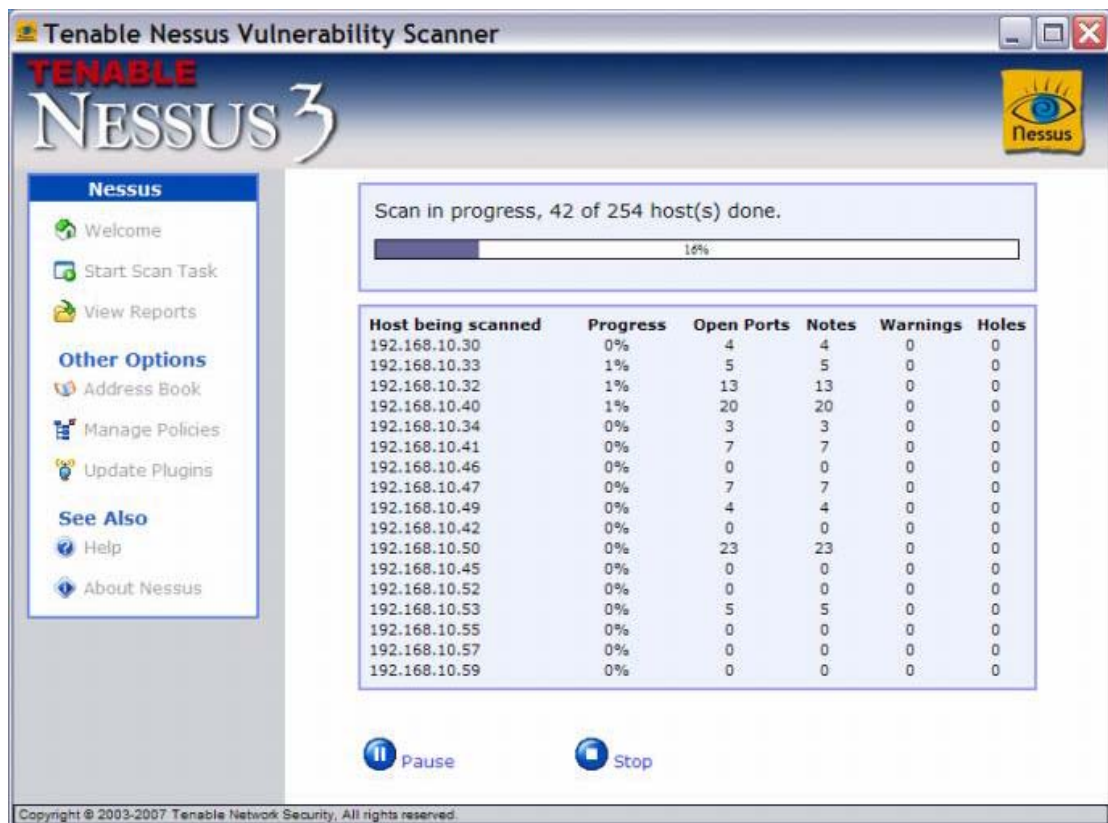 Tenable Nessus Vulnerability Scanner
TENABLE
NESSUS 3
Nessus
Nessus
Welcome
Start Scan Task
View Reports
Other Options
Address Book
Manage Policies
Update Plugins
See Also
Help
About Nessus
Scan in progress, 42 of 254 host(s) done.
16%
Host being scanned Progress Open Ports Notes Warnings Holes
192.168.10.30 0% 4 4 0 0
192.168.10.33 1% 5 5 0 0
192.168.10.32 1% 13 13 0 0
192.168.10.40 1% 20 20 0 0
192.168.10.34 0% 3 3 0 0
192.168.10.41 0% 7 7 0 0
192.168.10.46 0% 0 0 0 0
192.168.10.47 0% 7 7 0 0
192.168.10.49 0% 4 4 0 0
192.168.10.42 0% 0 0 0 0
192.168.10.50 0% 23 23 0 0
192.168.10.45 0% 0 0 0 0
192.168.10.52 0% 0 0 0 0
192.168.10.53 0% 5 5 0 0
192.168.10.55 0% 0 0 0 0
192.168.10.57 0% 0 0 0 0
192.168.10.59 0% 0 0 0 0
Pause
Stop
Copyright © 2003-2007 Tenable Network Security, All rights reserved.